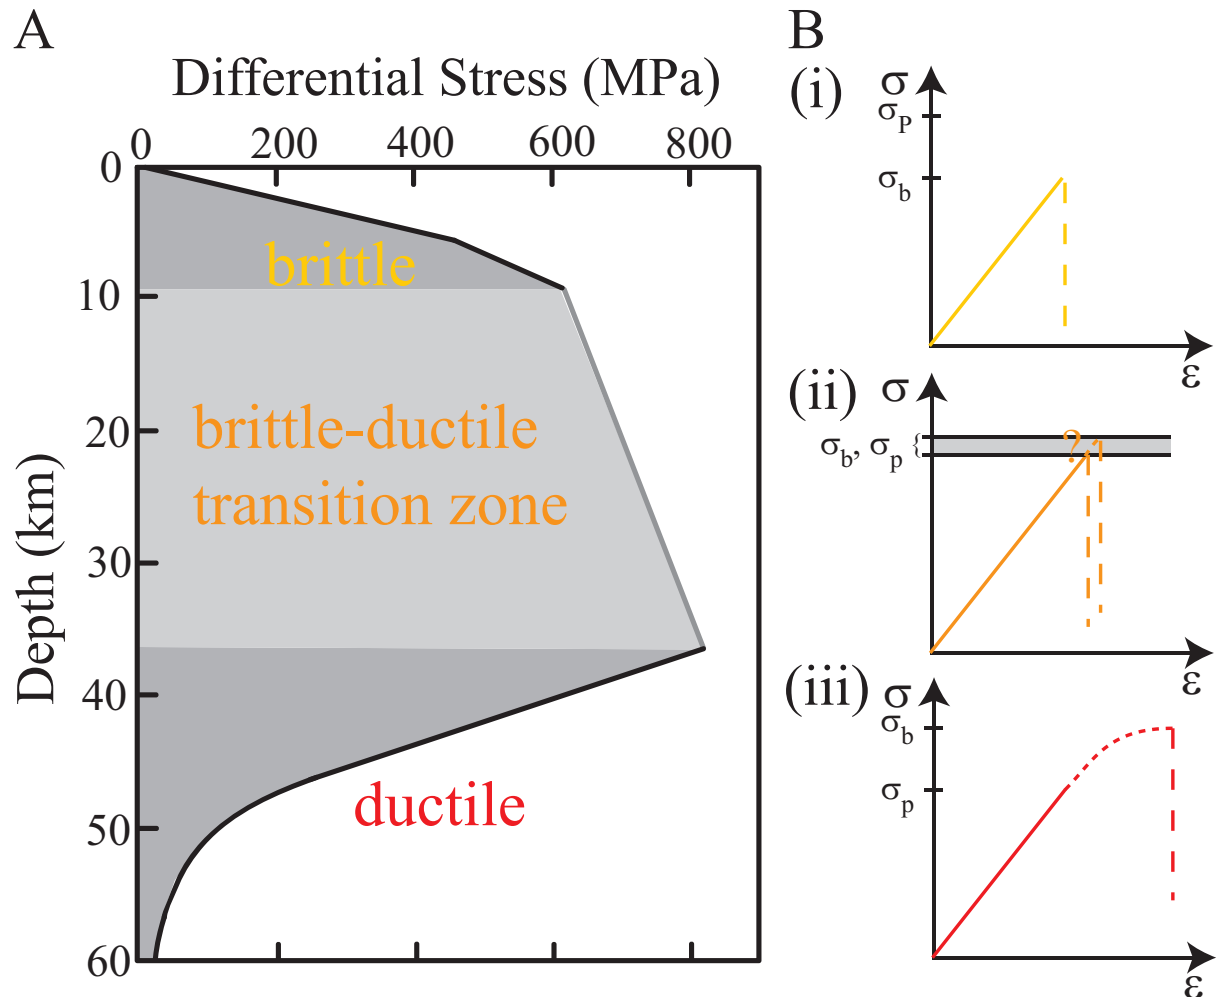 A
Differential Stress (MPa)
0 200 400 600 800
Depth (km)
0
10
20
30
40
50
60
brittle
brittle-ductile
transition zone
ductile
B
(i)
σ
σP
σb
ε
(ii)
σ
σb, σp {
?
ε
(iii)
σ
σb
σp
ε